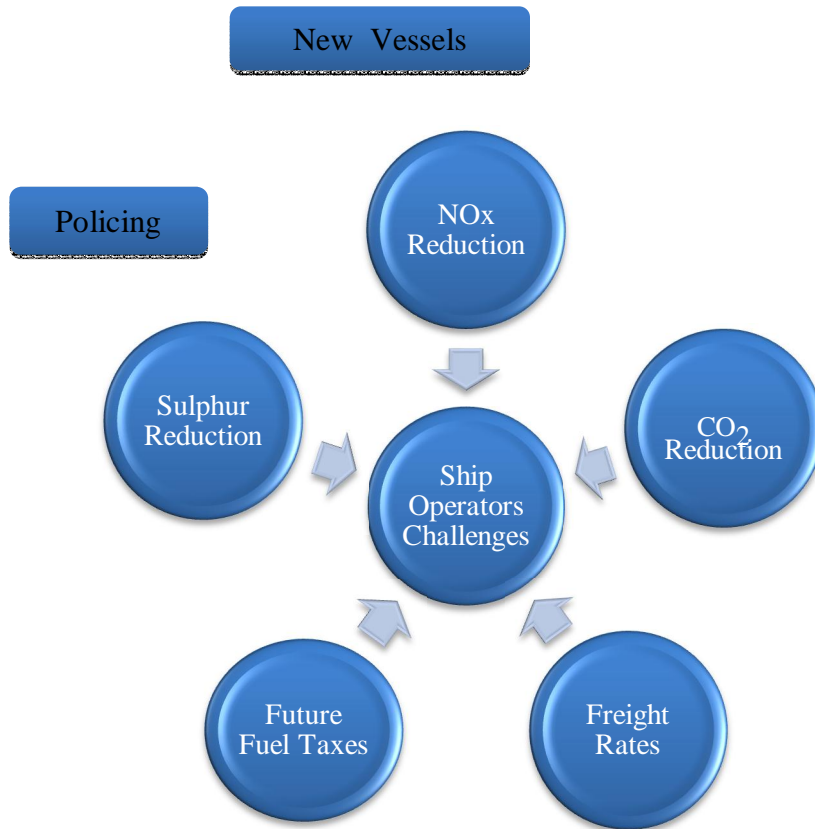 New Vessels
Policing
NOx
Reduction
Sulphur
Reduction
CO2
Reduction
Ship
Operators
Challenges
Future
Fuel Taxes
Freight
Rates